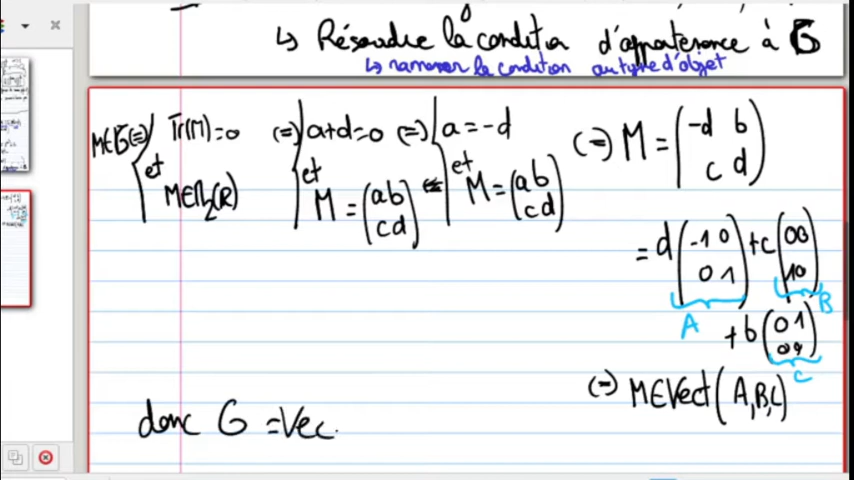 ↳ Résoudre la condition d'appartenance à G
↳ ramener la condition au type d'objet
M∈G (=) { Tr(M)=0 et M∈M₂(R) (=) { a+d=0 et M = (a b / c d) (=) { a=-d et M = (a b / c d) (=) M = (-d b / c d)
= d (-1 0 / 0 1) + c (0 0 / 1 0)
A B
+ b (0 1 / 0 0)
C
(=) M∈Vect(A,B,C)
donc G = Vec